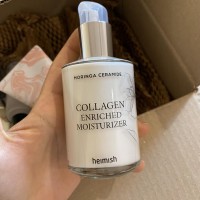 MORINGA CERAMIDE
COLLAGEN
ENRICHED
MOISTURIZER
heimish